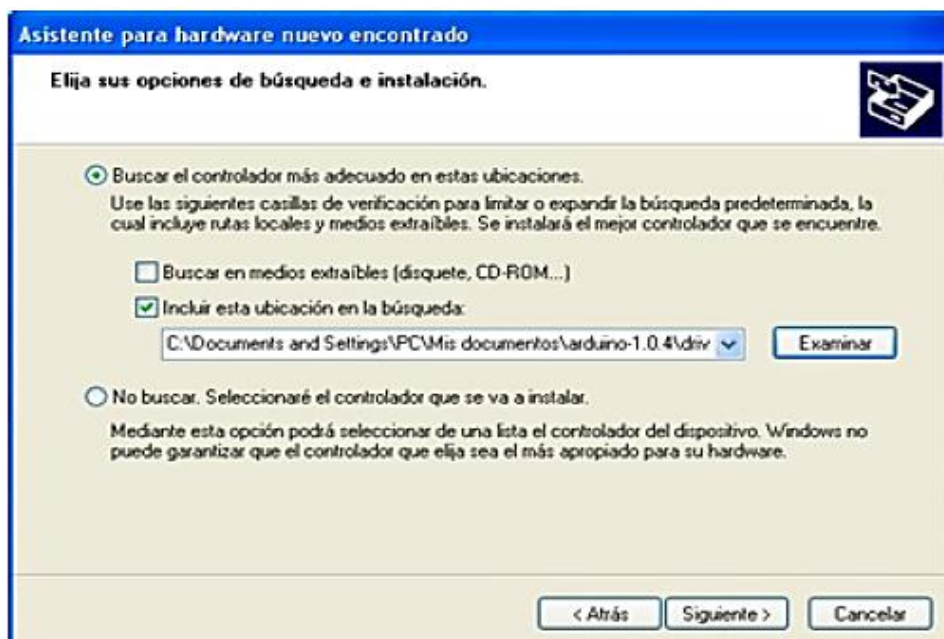 Asistente para hardware nuevo encontrado
Elija sus opciones de búsqueda e instalación.
Buscar el controlador más adecuado en estas ubicaciones.
Use las siguientes casillas de verificación para limitar o expandir la búsqueda predeterminada, la
cual incluye rutas locales y medios extraíbles. Se instalará el mejor controlador que se encuentre.
Buscar en medios extraíbles (disquete, CD-ROM...)
Incluir esta ubicación en la búsqueda:
C:\Documents and Settings\PC\Mis documentos\arduino-1.0.4\driv
Examinar
No buscar. Seleccionaré el controlador que se va a instalar.
Mediante esta opción podrá seleccionar de una lista el controlador del dispositivo. Windows no
puede garantizar que el controlador que elija sea el más apropiado para su hardware.
< Atrás
Siguiente >
Cancelar